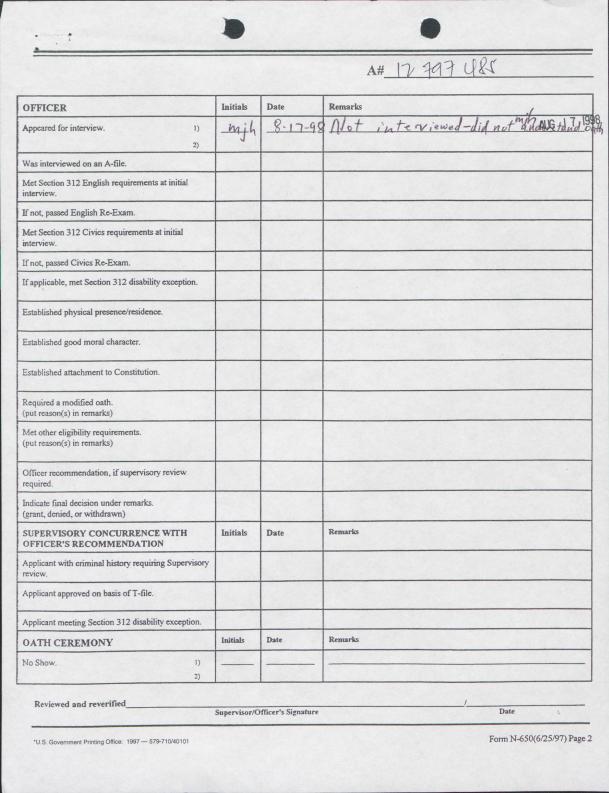 A# 12 797 485
OFFICER Initials Date Remarks
Appeared for interview. 1) mjh 8-17-98 Not interviewed-did not understand oath
mjh AUG 17 1998
2)
Was interviewed on an A-file.
Met Section 312 English requirements at initial
interview.
If not, passed English Re-Exam.
Met Section 312 Civics requirements at initial
interview.
If not, passed Civics Re-Exam.
If applicable, met Section 312 disability exception.
Established physical presence/residence.
Established good moral character.
Established attachment to Constitution.
Required a modified oath.
(put reason(s) in remarks)
Met other eligibility requirements.
(put reason(s) in remarks)
Officer recommendation, if supervisory review
required.
Indicate final decision under remarks.
(grant, denied, or withdrawn)
SUPERVISORY CONCURRENCE WITH Initials Date Remarks
OFFICER'S RECOMMENDATION
Applicant with criminal history requiring Supervisory
review.
Applicant approved on basis of T-file.
Applicant meeting Section 312 disability exception.
OATH CEREMONY Initials Date Remarks
No Show. 1)
2)
Reviewed and reverified /
Supervisor/Officer's Signature Date
*U.S. Government Printing Office: 1997 — 579-710/40101 Form N-650(6/25/97) Page 2